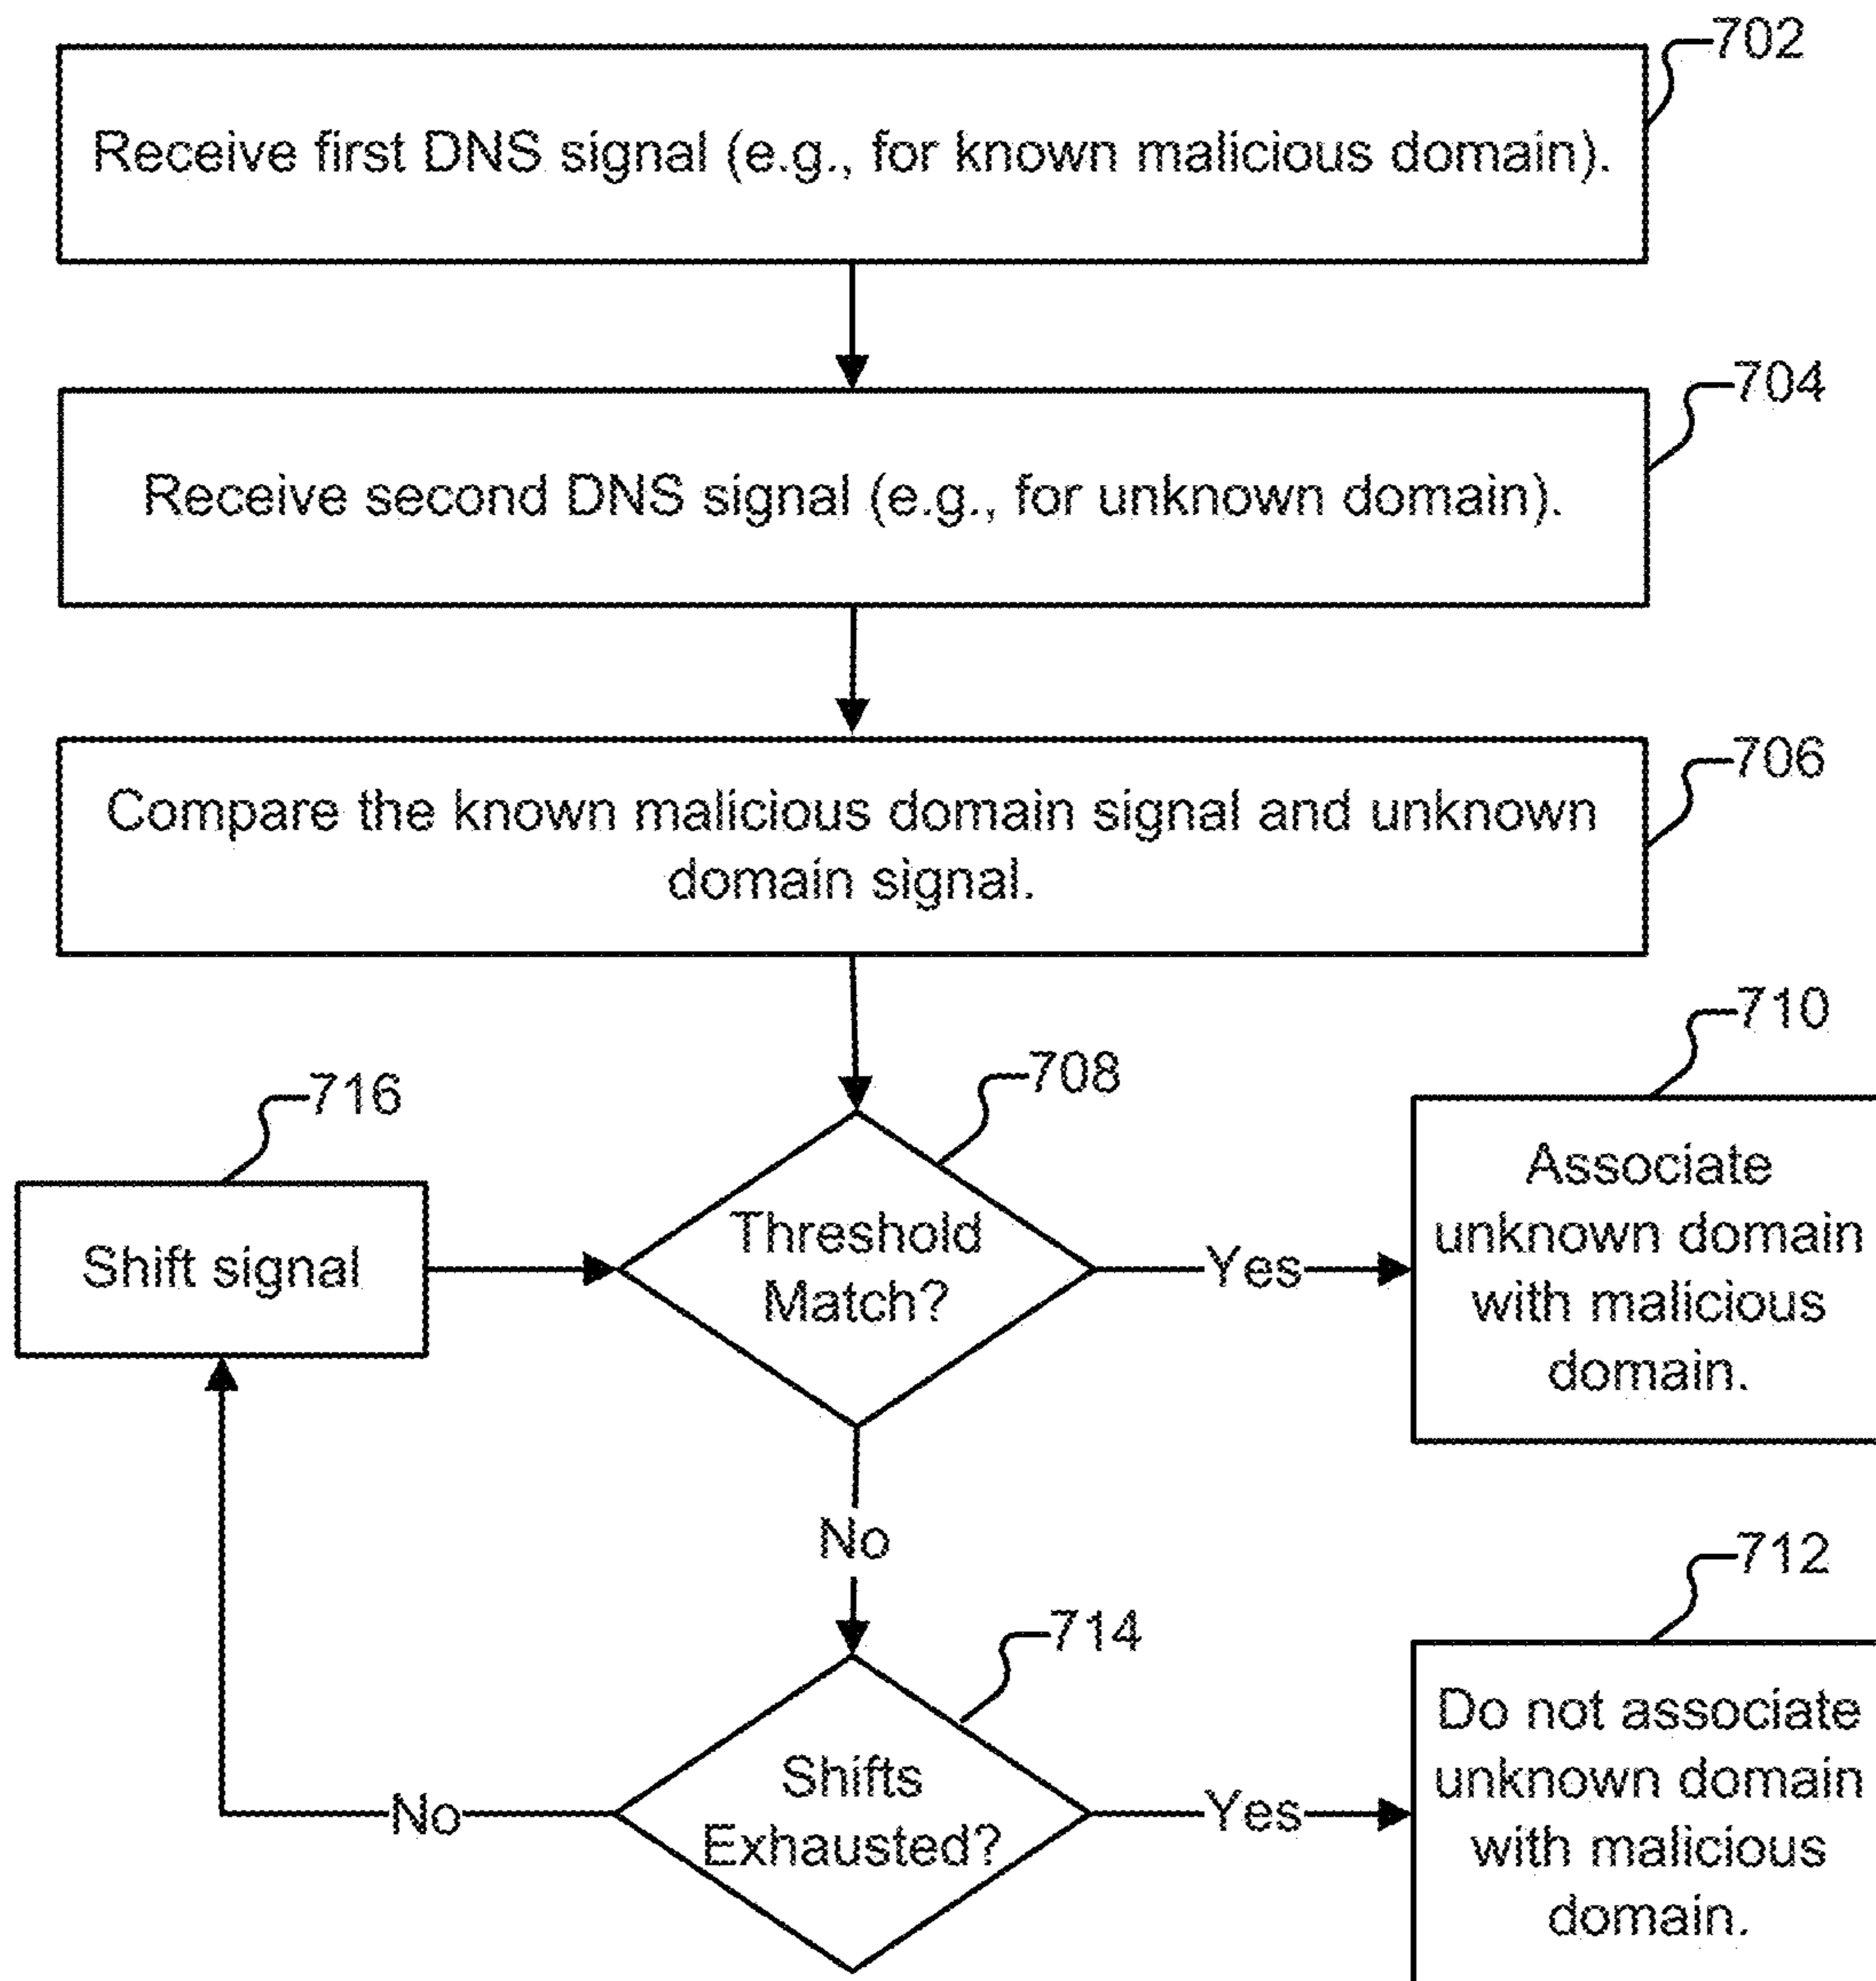 702
Receive first DNS signal (e.g., for known malicious domain).
704
Receive second DNS signal (e.g., for unknown domain).
706
Compare the known malicious domain signal and unknown
domain signal.
710
708
716
Associate
unknown domain
with malicious
domain.
Threshold
Match?
Yes
Shift signal
No
712
714
Do not associate
unknown domain
with malicious
domain.
Shifts
Exhausted?
Yes
No